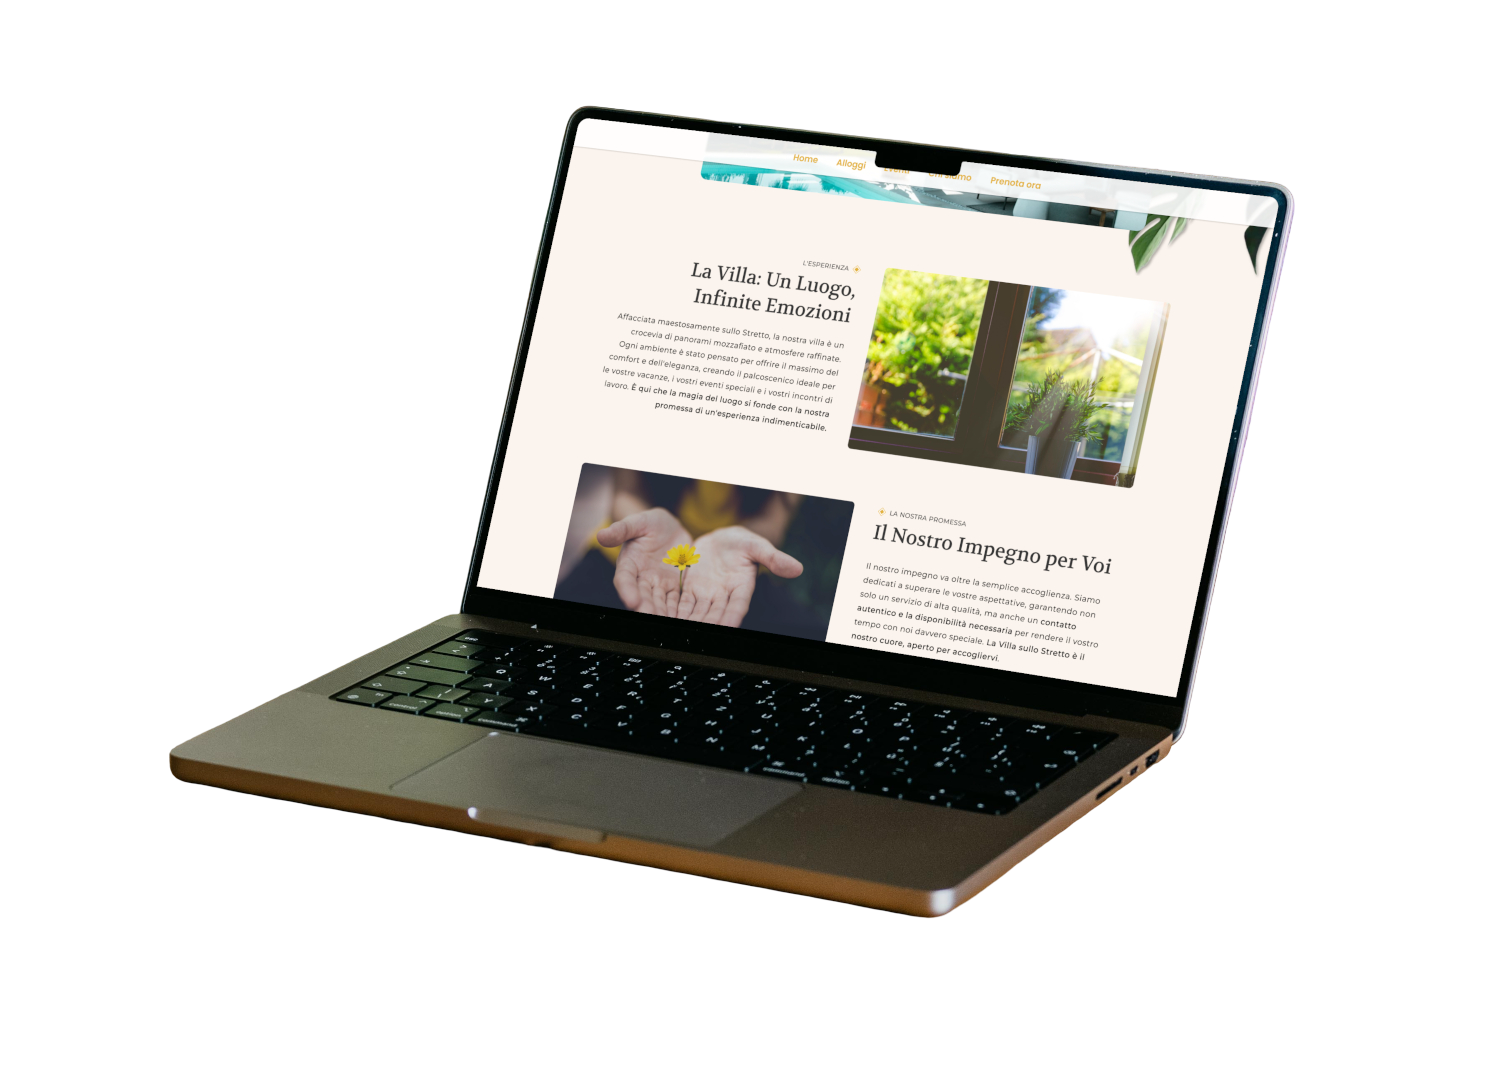 Home Alloggi Eventi Chi siamo Prenota ora
L'ESPERIENZA
La Villa: Un Luogo,
Infinite Emozioni
Affacciata maestosamente sullo Stretto, la nostra villa è un
crocevia di panorami mozzafiato e atmosfere raffinate.
Ogni ambiente è stato pensato per offrire il massimo del
comfort e dell'eleganza, creando il palcoscenico ideale per
le vostre vacanze, i vostri eventi speciali e i vostri incontri di
lavoro. È qui che la magia del luogo si fonde con la nostra
promessa di un'esperienza indimenticabile.
LA NOSTRA PROMESSA
Il Nostro Impegno per Voi
Il nostro impegno va oltre la semplice accoglienza. Siamo
dedicati a superare le vostre aspettative, garantendo non
solo un servizio di alta qualità, ma anche un contatto
autentico e la disponibilità necessaria per rendere il vostro
tempo con noi davvero speciale. La Villa sullo Stretto è il
nostro cuore, aperto per accogliervi.